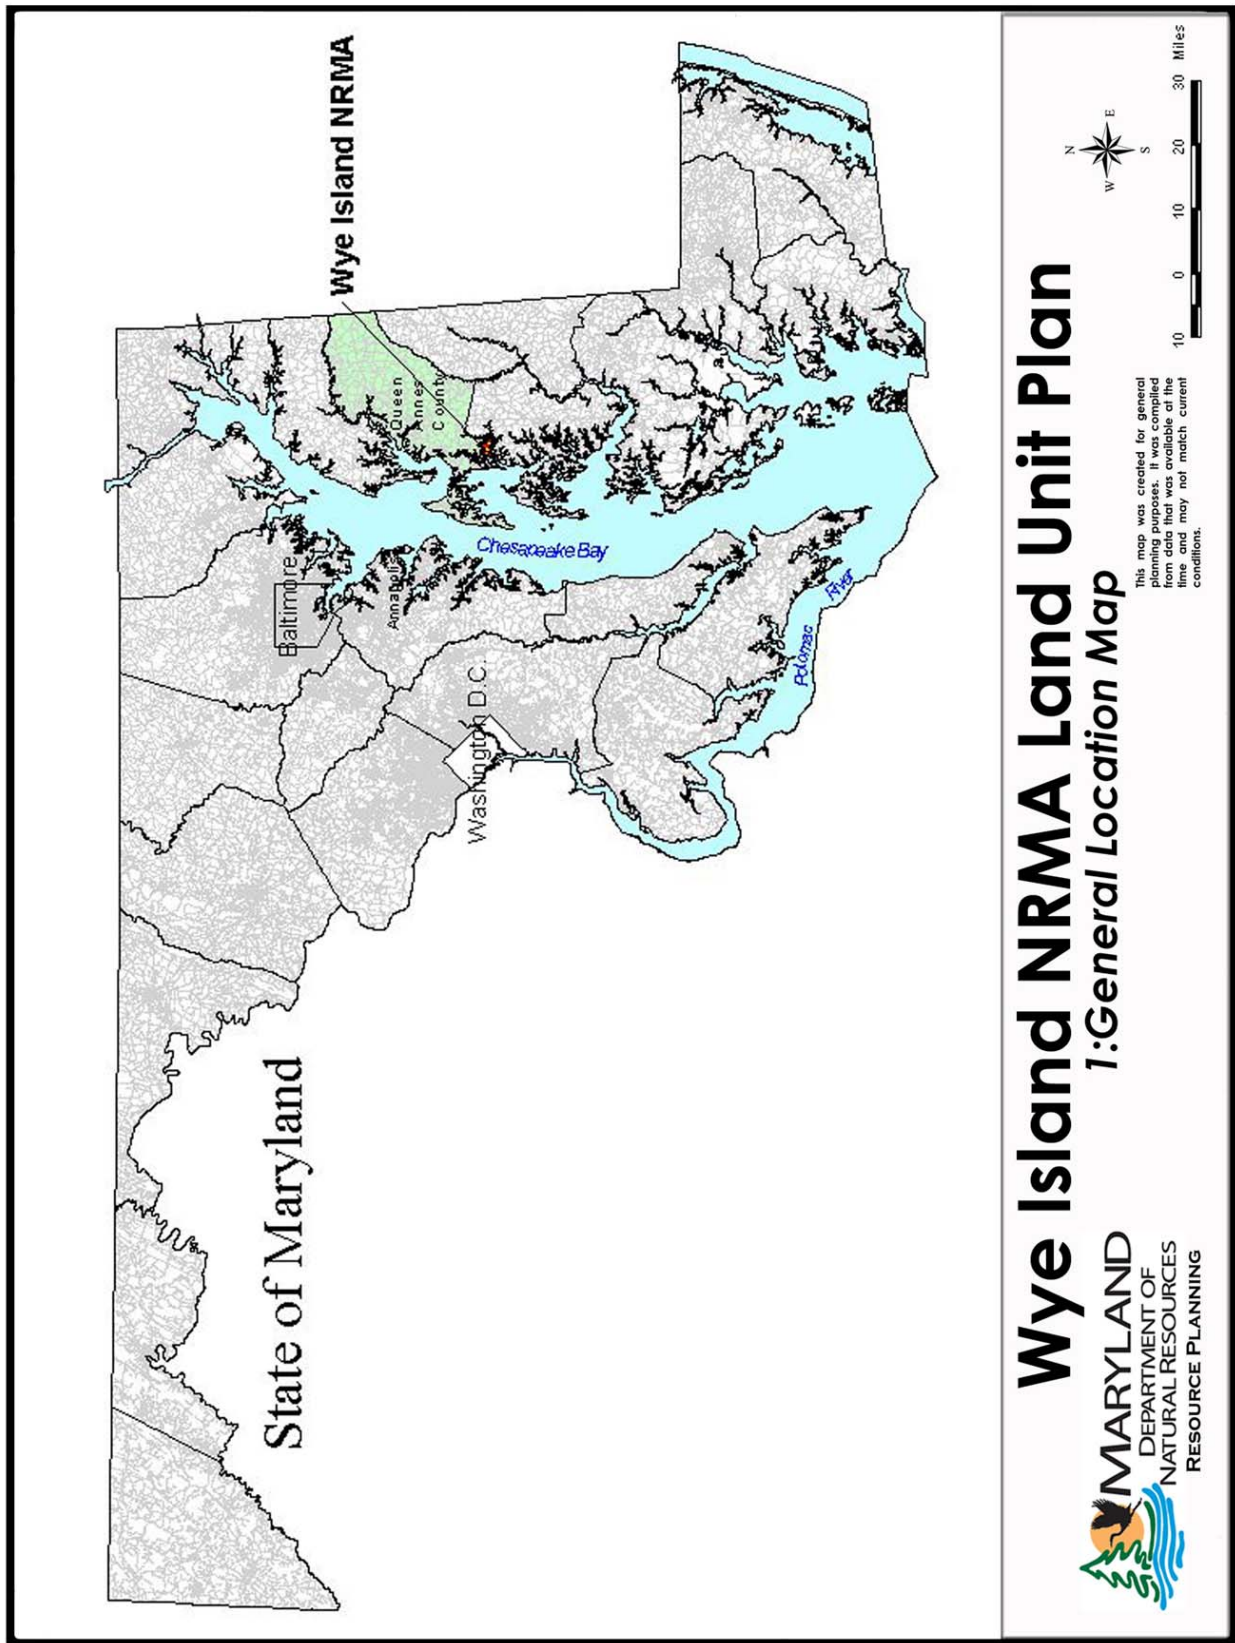 Wye Island NRMA
Queen
Annes
County
Baltimore
Annapolis
Chesapeake Bay
Washington D.C.
Potomac
River
State of Maryland
Wye Island NRMA Land Unit Plan
1:General Location Map
MARYLAND
DEPARTMENT OF
NATURAL RESOURCES
RESOURCE PLANNING
This map was created for general
planning purposes. It was compiled
from data that was available at the
time and may not match current
conditions.
N
W
E
S
10 0 10 20 30 Miles